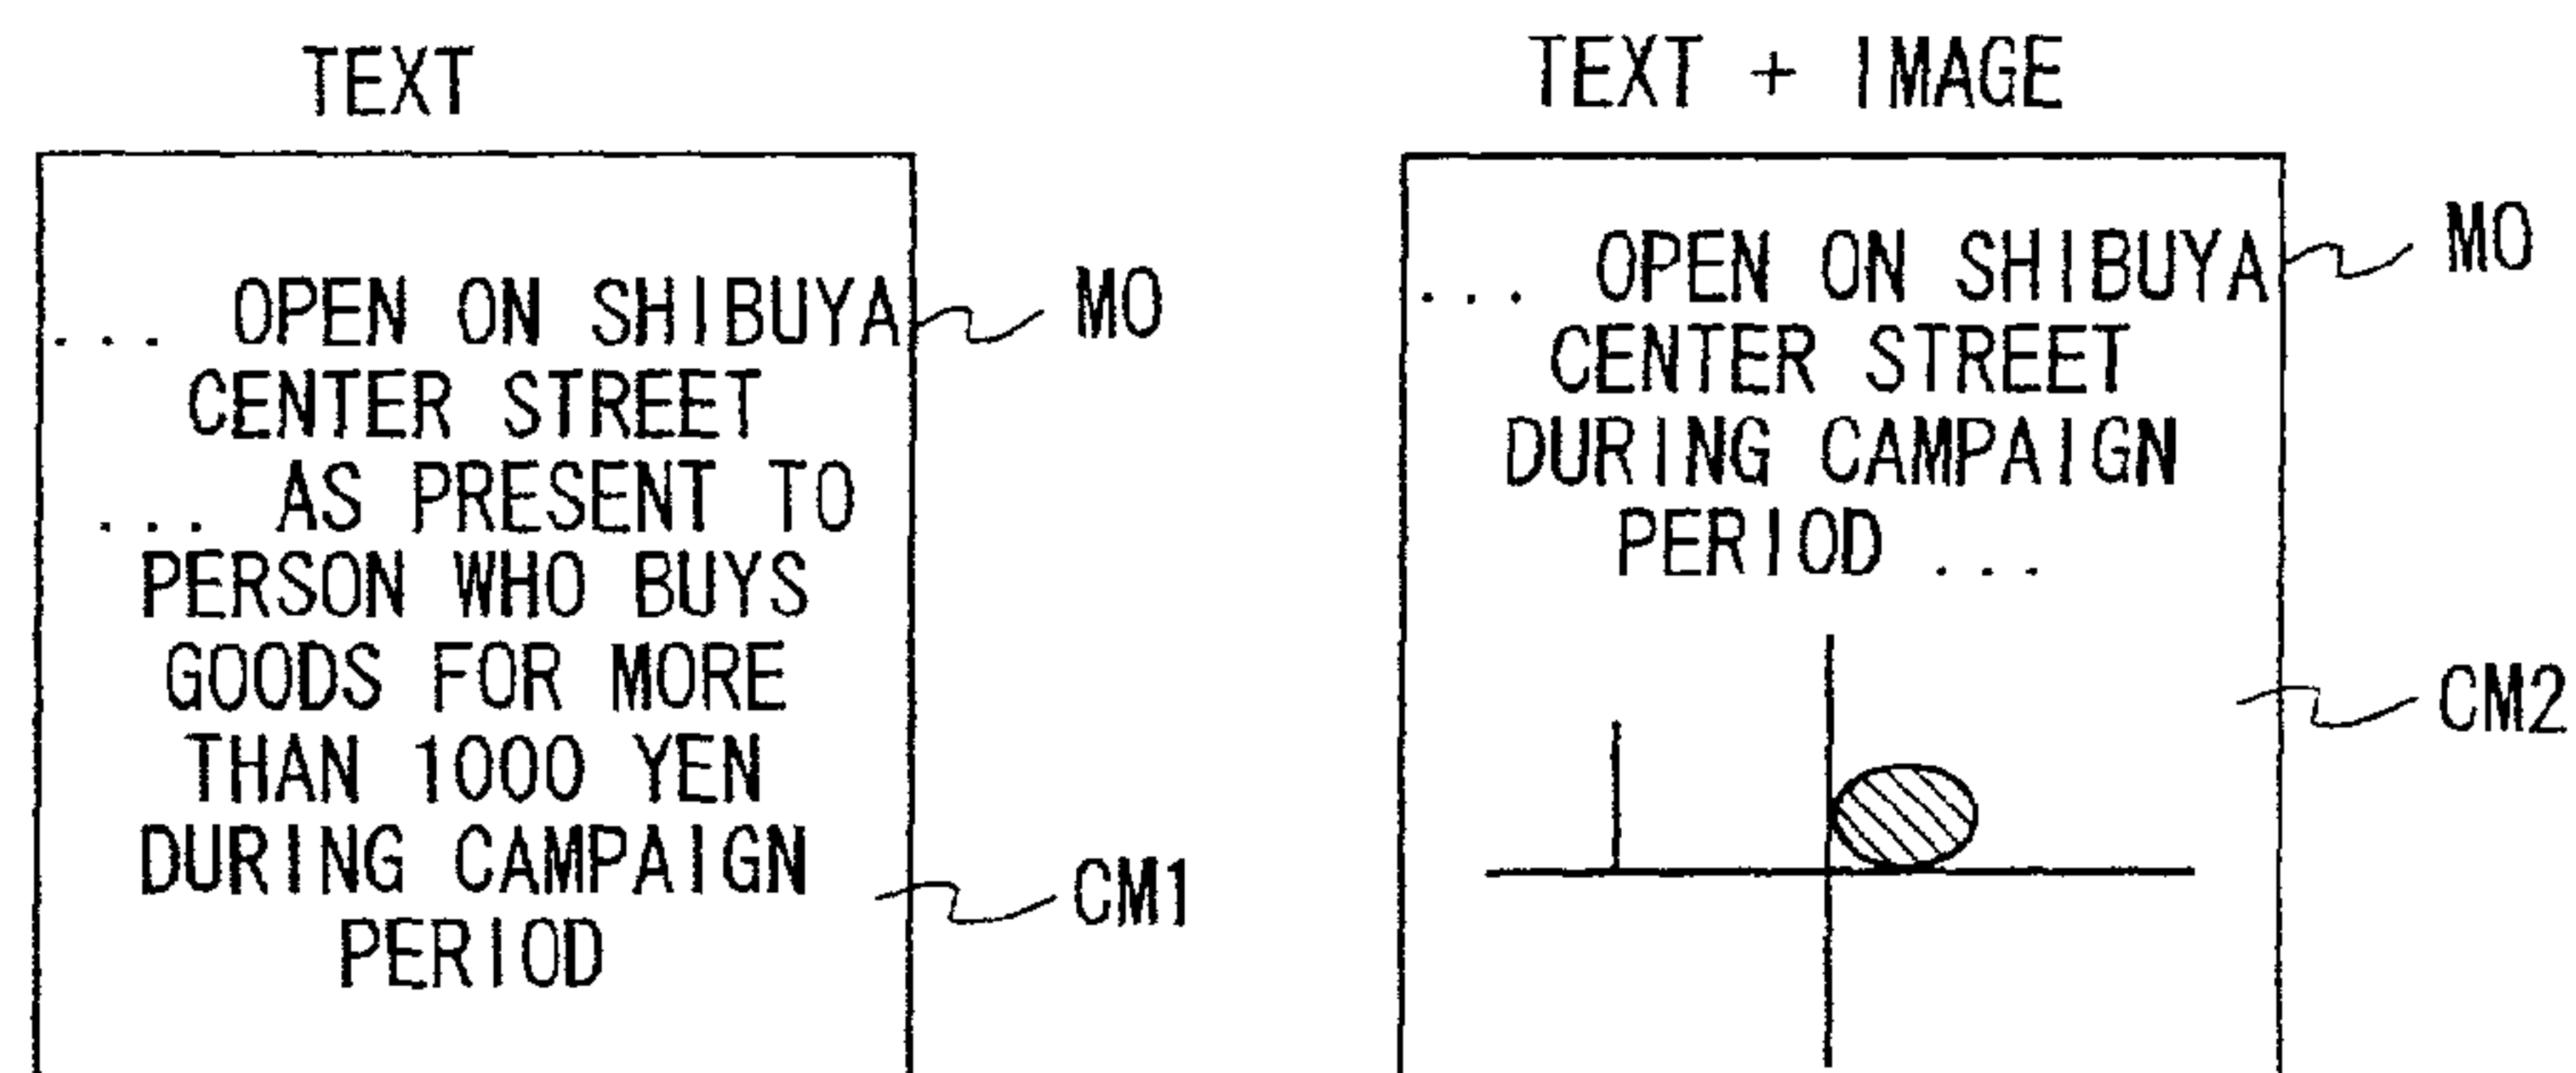 TEXT
... OPEN ON SHIBUYA
CENTER STREET
... AS PRESENT TO
PERSON WHO BUYS
GOODS FOR MORE
THAN 1000 YEN
DURING CAMPAIGN
PERIOD
MO
CM1
TEXT + IMAGE
... OPEN ON SHIBUYA
CENTER STREET
DURING CAMPAIGN
PERIOD ...
MO
CM2